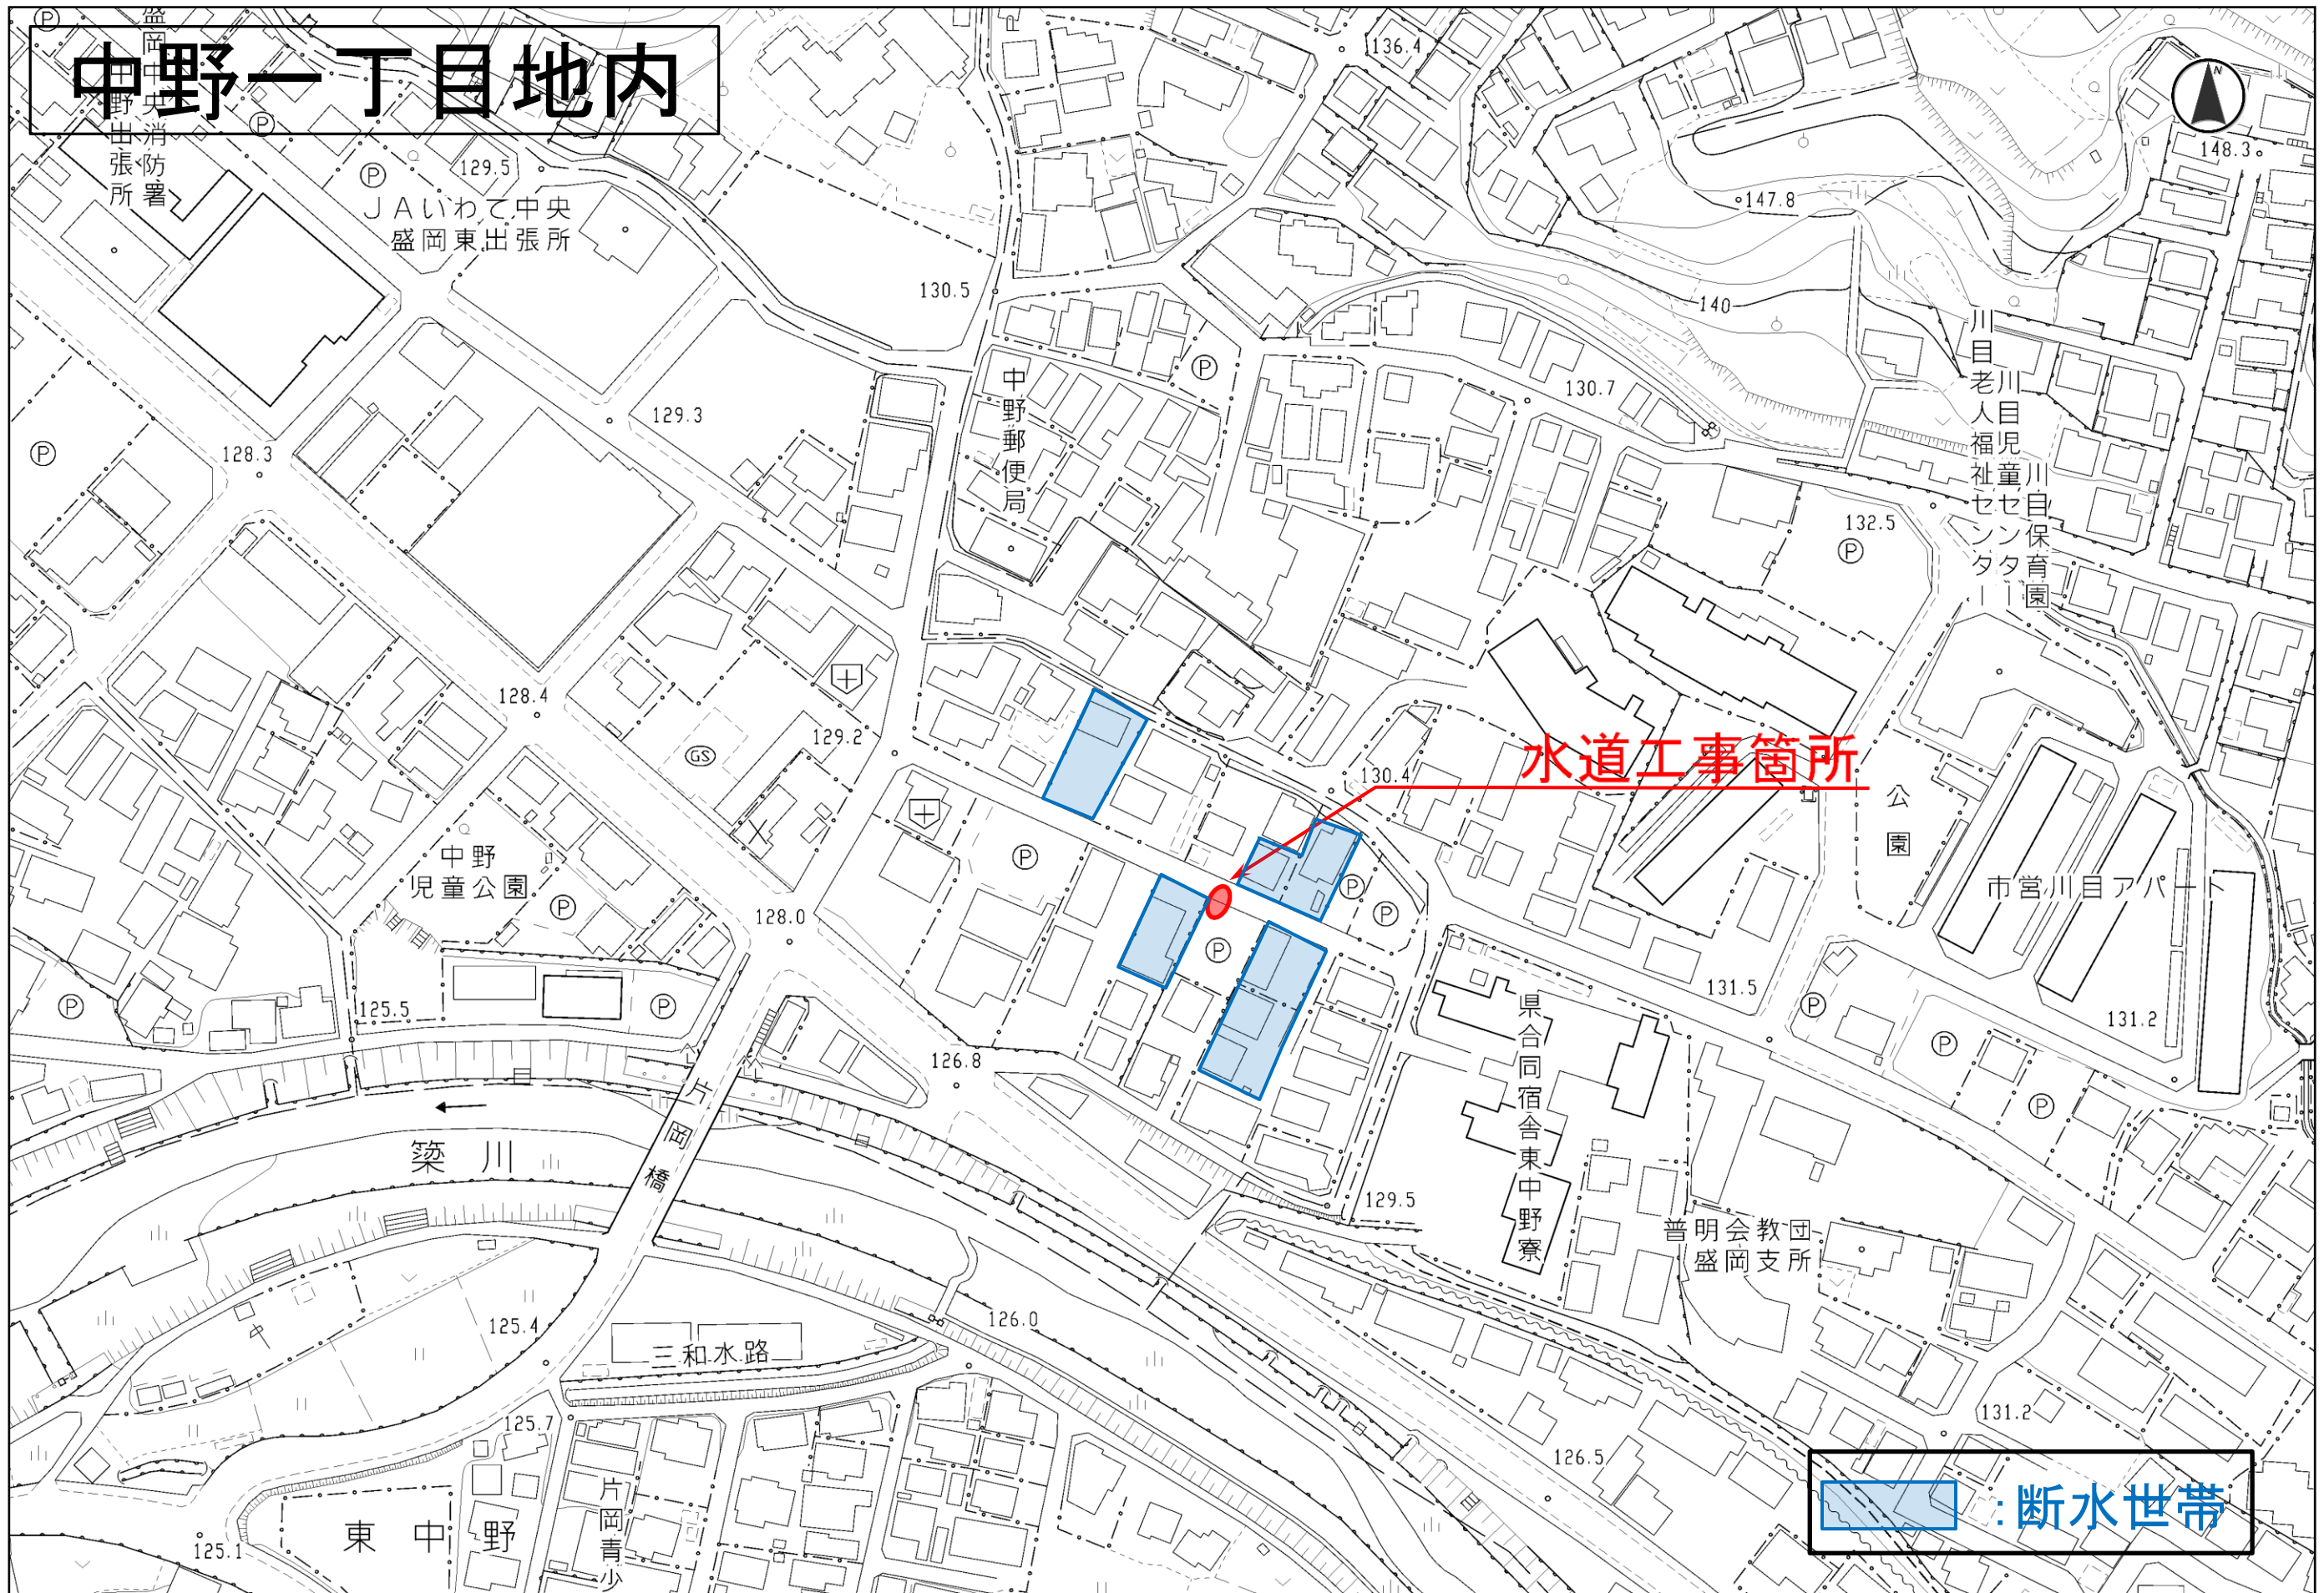 中野一丁目地内
盛岡中央消防署
中野出張所
Ⓟ
Ⓟ
136.4
N
148.3
129.5
Ⓟ
JAいわて中央
盛岡東出張所
147.8
130.5
140
川目老人福祉センター
川目児童センター
川目保育園
中野郵便局
Ⓟ
130.7
129.3
128.3
Ⓟ
132.5
Ⓟ
128.4
129.2
GS
130.4
水道工事箇所
公園
中野
児童公園
Ⓟ
Ⓟ
Ⓟ
Ⓟ
市営川目アパート
128.0
Ⓟ
125.5
Ⓟ
Ⓟ
131.5
Ⓟ
131.2
126.8
県合同宿舎東中野寮
Ⓟ
Ⓟ
片岡橋
簗川
129.5
普明会教団
盛岡支所
125.4
126.0
三和水路
125.7
131.2
126.5
:断水世帯
片岡青少
東中野
125.1